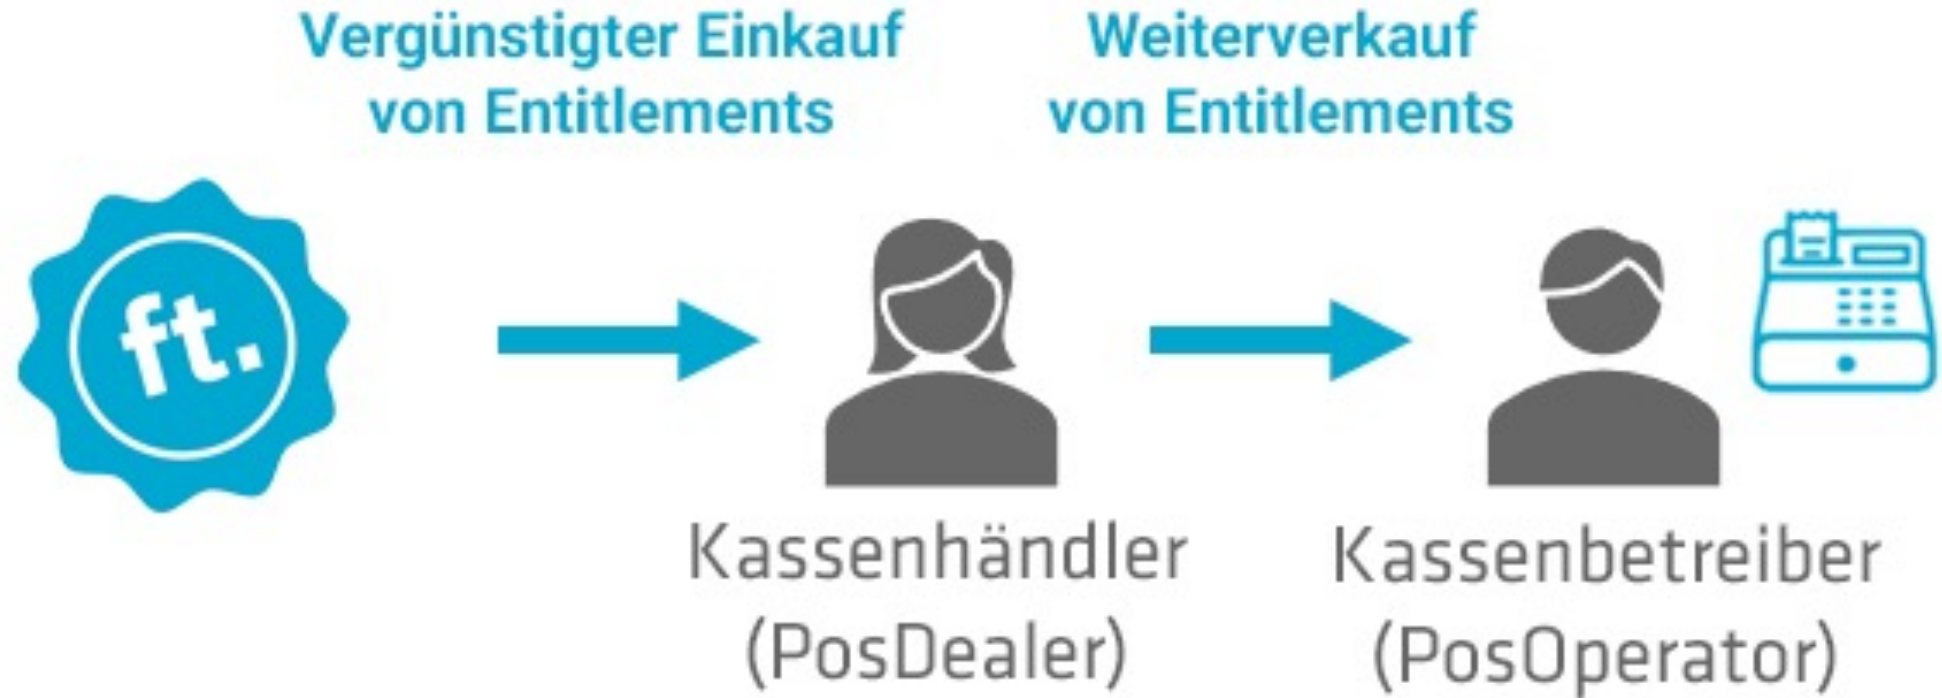 Vergünstigter Einkauf
von Entitlements
Weiterverkauf
von Entitlements
ft.
Kassenhändler
(PosDealer)
Kassenbetreiber
(PosOperator)